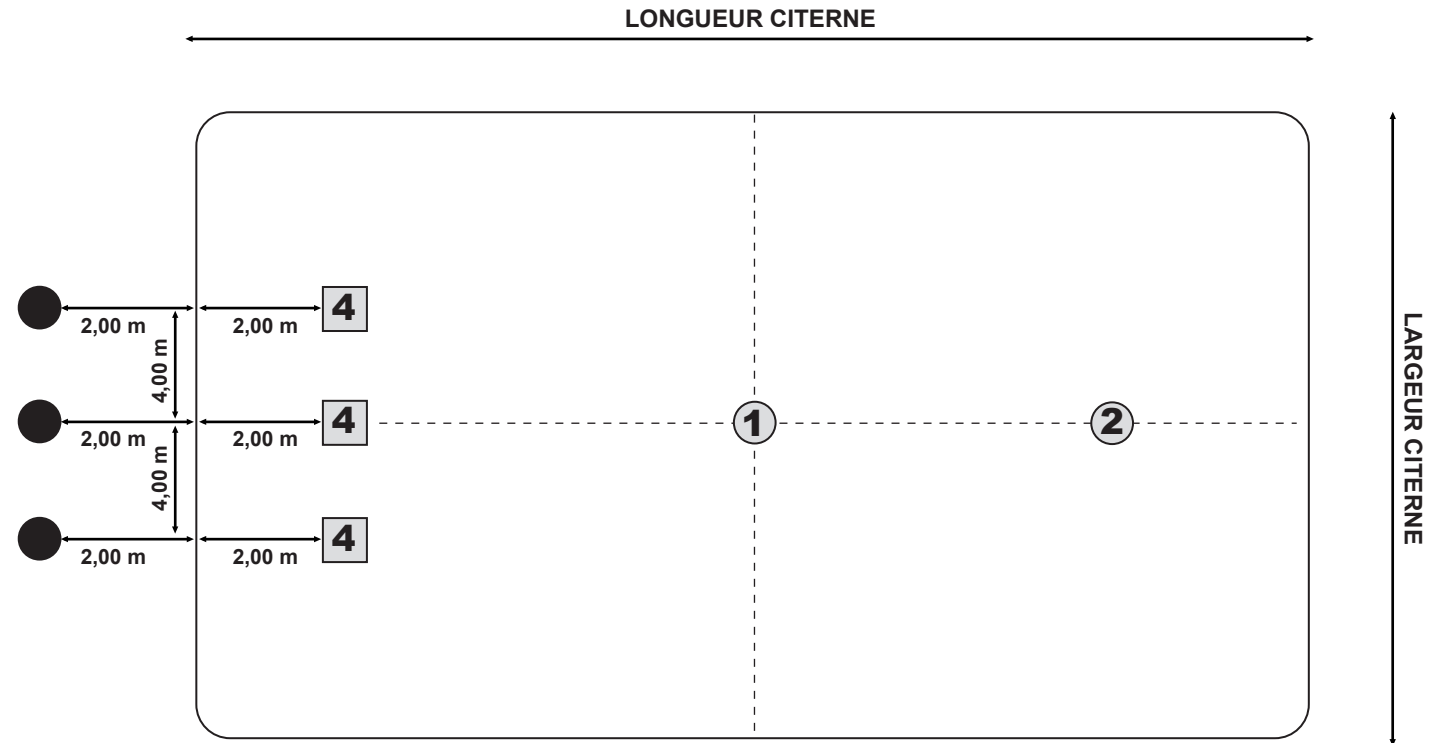 LONGUEUR CITERNE
4
2,00 m
2,00 m
4,00 m
4
1
2
2,00 m
2,00 m
4,00 m
4
2,00 m
2,00 m
LARGEUR CITERNE